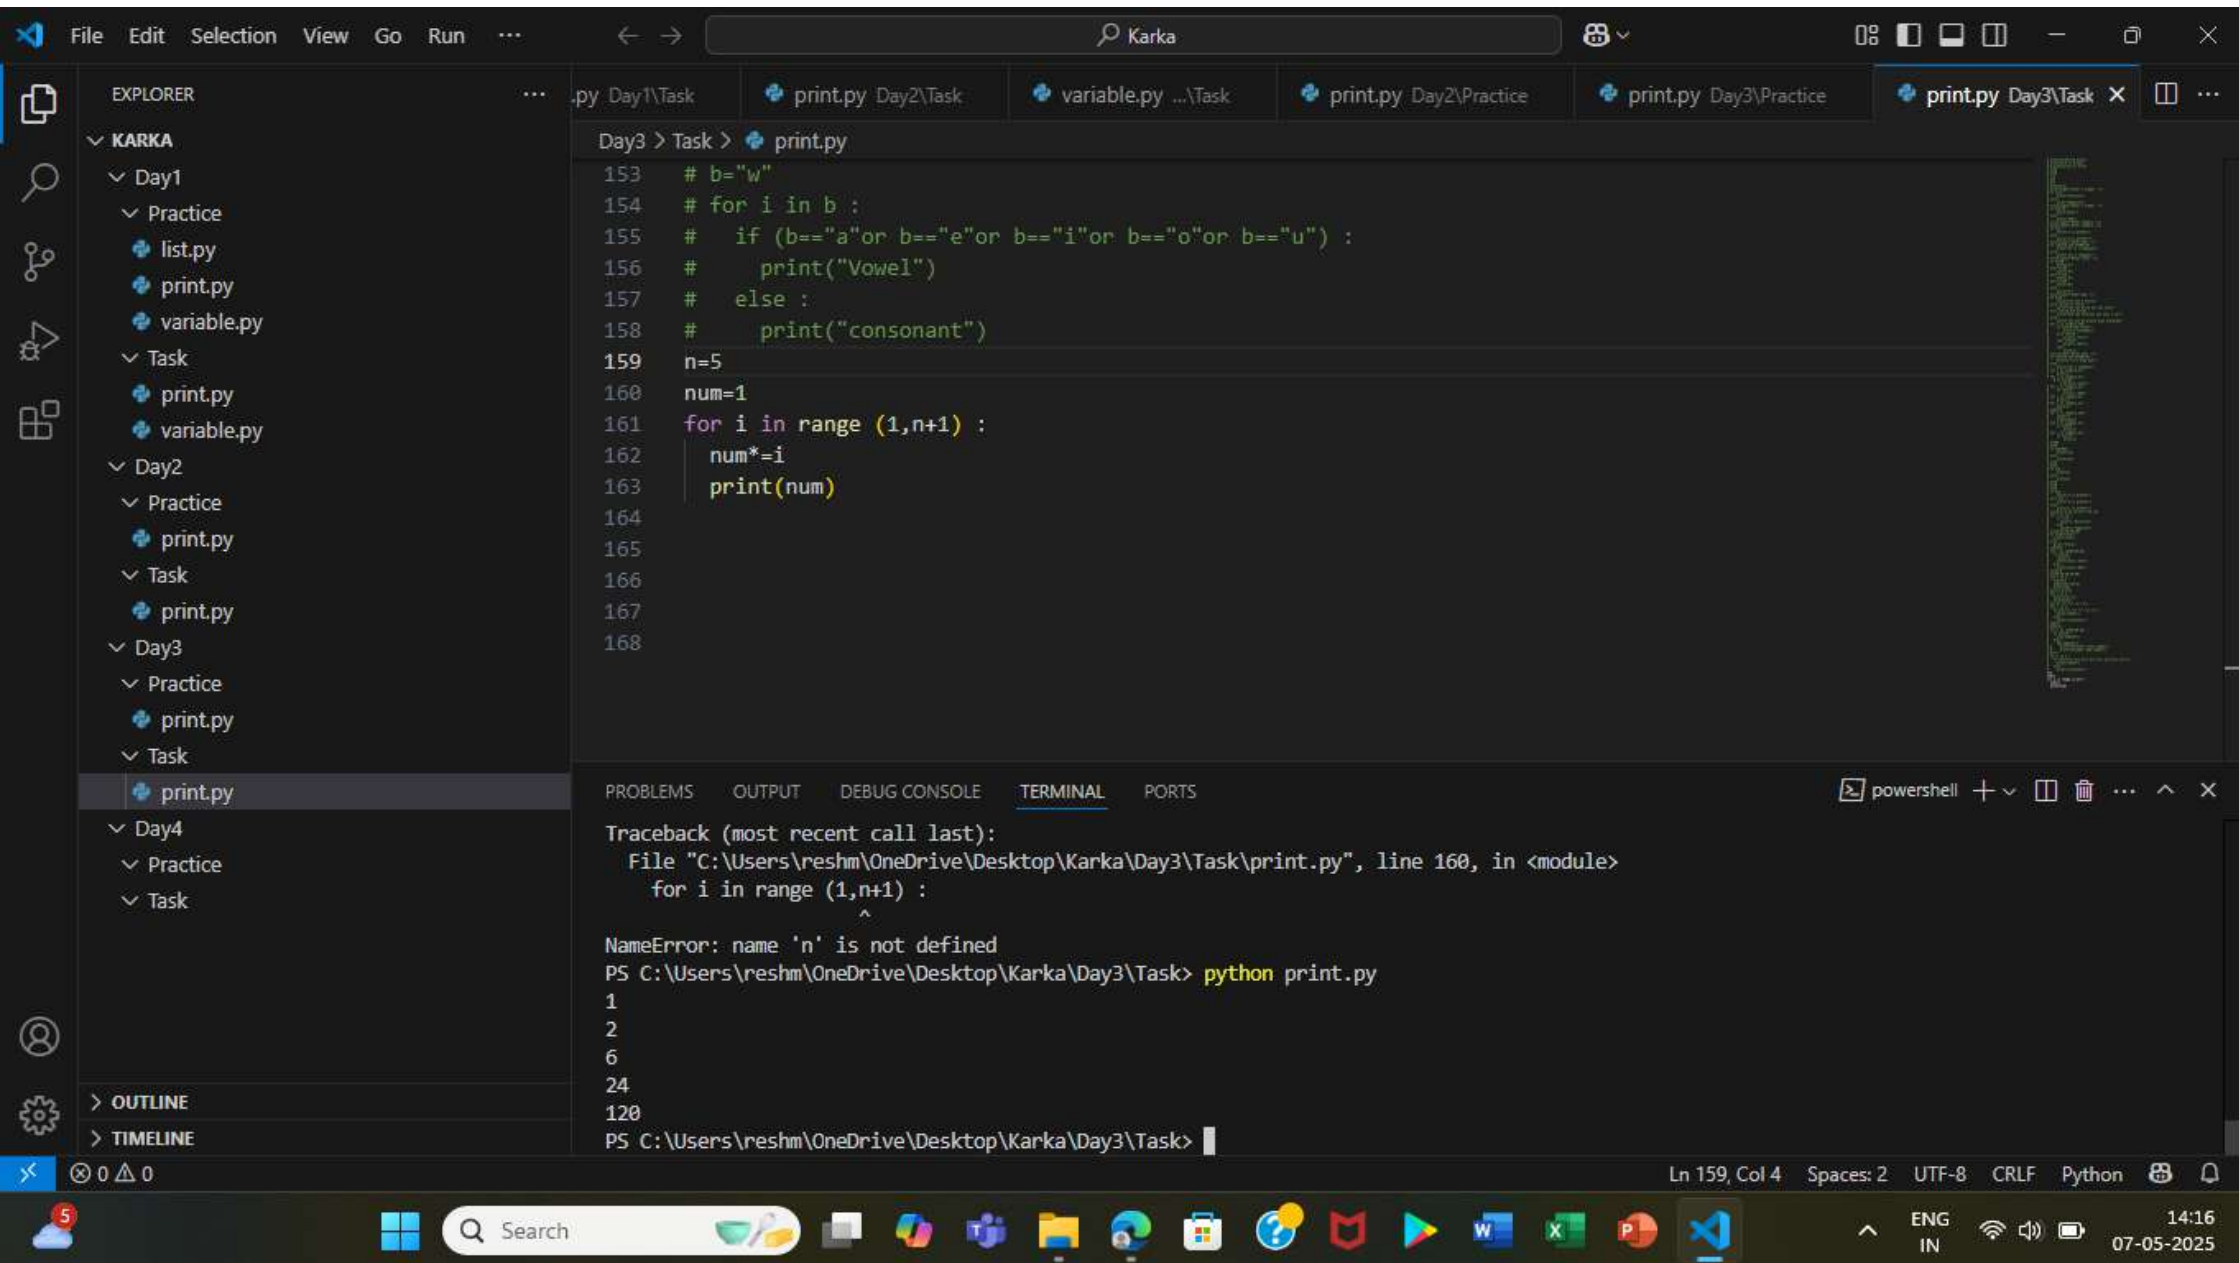 File Edit Selection View Go Run ··· ← → Karka
EXPLORER ···
KARKA
Day1
Practice
list.py
print.py
variable.py
Task
print.py
variable.py
Day2
Practice
print.py
Task
print.py
Day3
Practice
print.py
Task
print.py
Day4
Practice
Task
OUTLINE
TIMELINE
.py Day1\Task print.py Day2\Task variable.py ...\Task print.py Day2\Practice print.py Day3\Practice print.py Day3\Task ···
Day3 > Task > print.py
153 # b="w"
154 # for i in b :
155 # if (b=="a"or b=="e"or b=="i"or b=="o"or b=="u") :
156 # print("Vowel")
157 # else :
158 # print("consonant")
159 n=5
160 num=1
161 for i in range (1,n+1) :
162 num*=i
163 print(num)
164
165
166
167
168
PROBLEMS OUTPUT DEBUG CONSOLE TERMINAL PORTS powershell ···
Traceback (most recent call last):
File "C:\Users\reshm\OneDrive\Desktop\Karka\Day3\Task\print.py", line 160, in <module>
for i in range (1,n+1) :
^
NameError: name 'n' is not defined
PS C:\Users\reshm\OneDrive\Desktop\Karka\Day3\Task> python print.py
1
2
6
24
120
PS C:\Users\reshm\OneDrive\Desktop\Karka\Day3\Task>
0 0 Ln 159, Col 4 Spaces: 2 UTF-8 CRLF Python
5 Search ENG 14:16
IN 07-05-2025